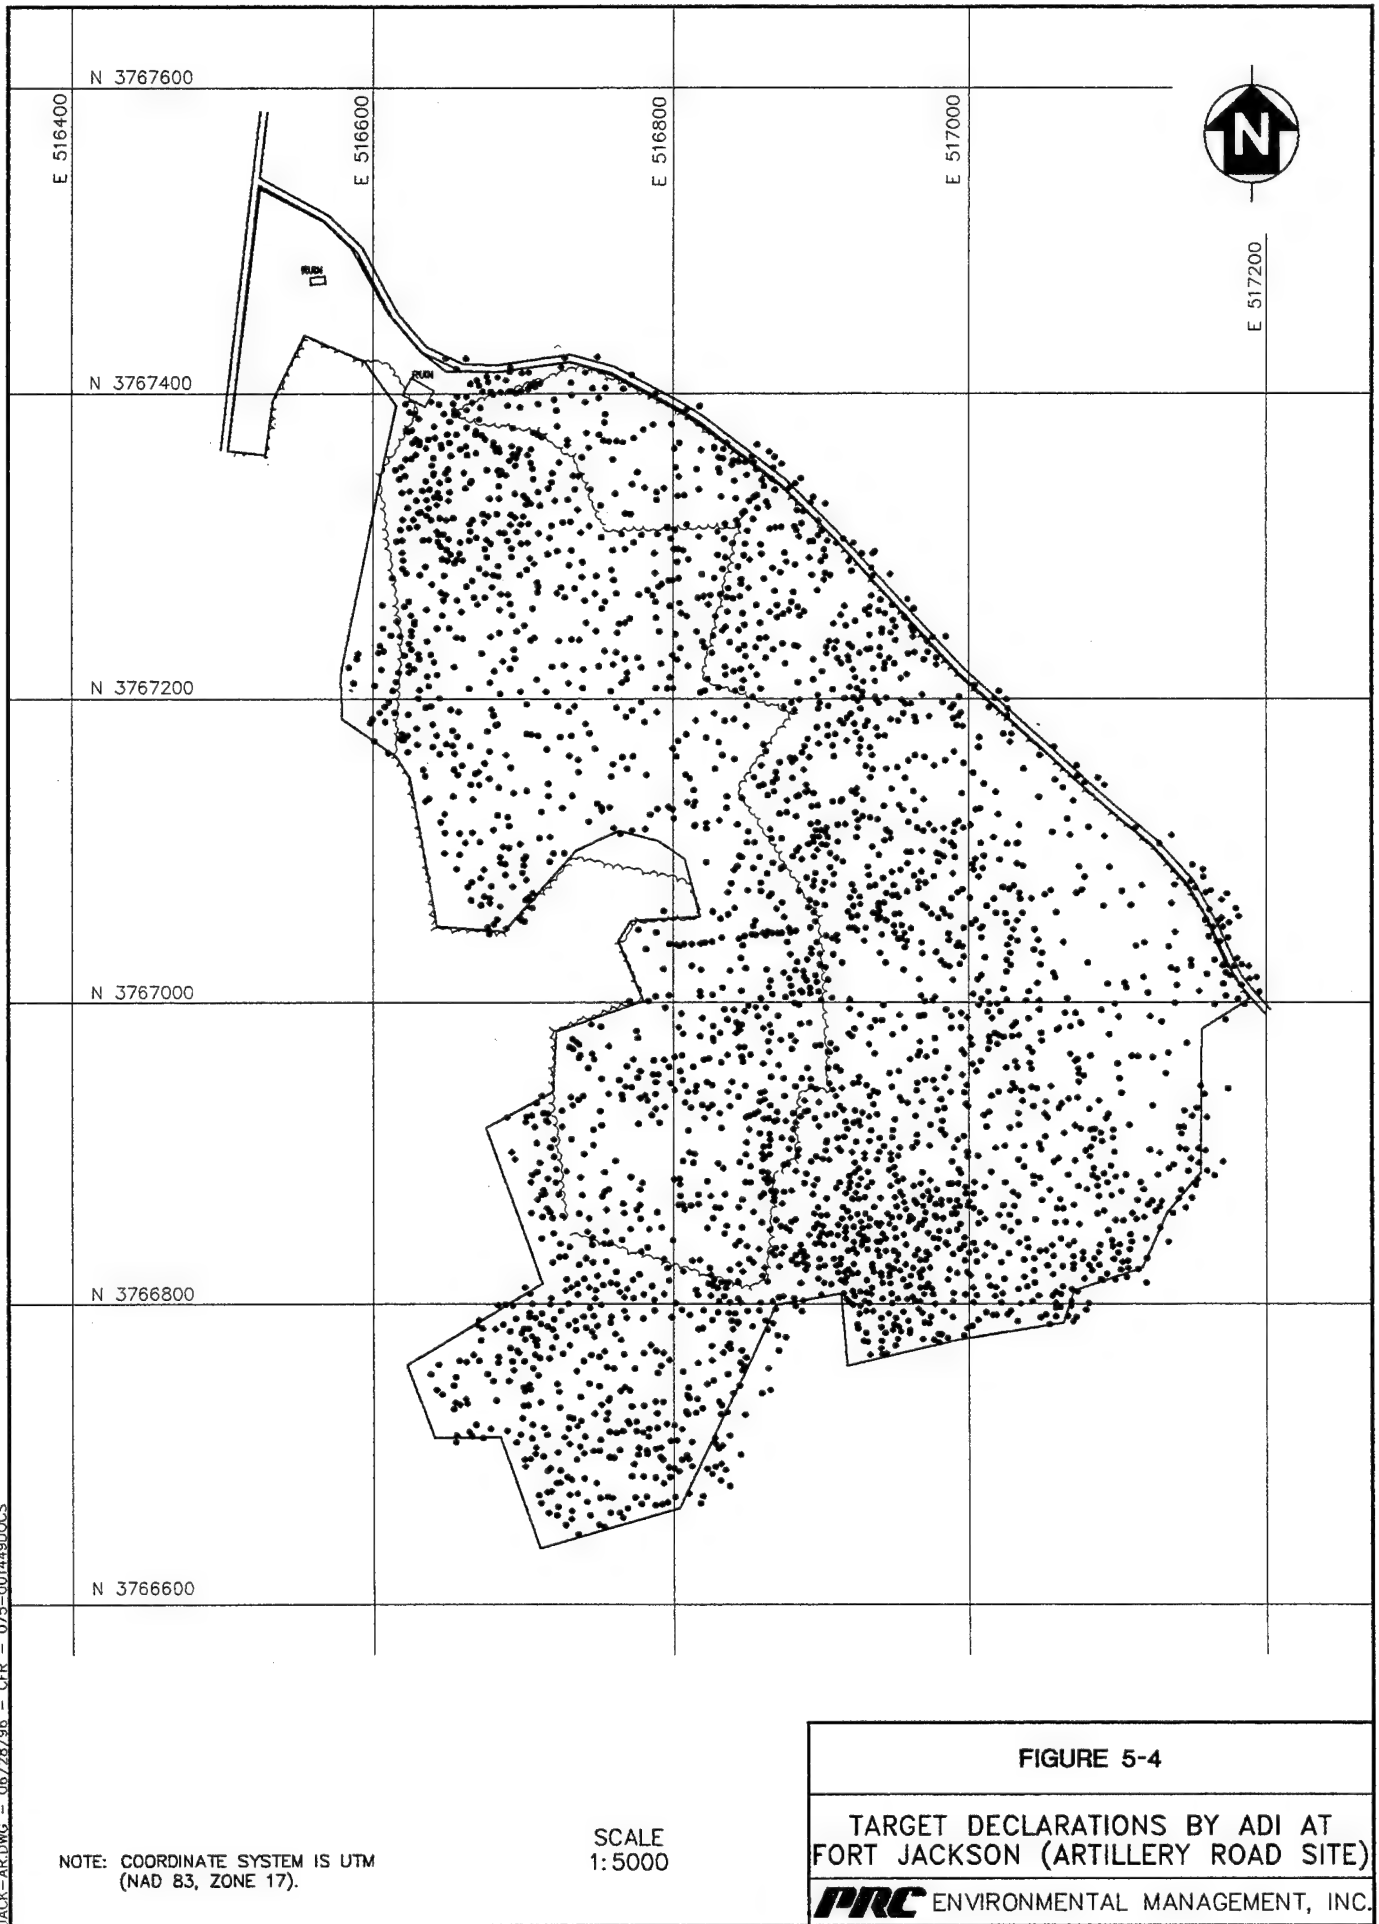 N 3767600
E 516400
E 516600
E 516800
E 517000
N
E 517200
N 3767400
N 3767200
N 3767000
N 3766800
N 3766600
FIGURE 5-4
TARGET DECLARATIONS BY ADI AT
FORT JACKSON (ARTILLERY ROAD SITE)
PRC ENVIRONMENTAL MANAGEMENT, INC.
SCALE
1:5000
NOTE: COORDINATE SYSTEM IS UTM
(NAD 83, ZONE 17).